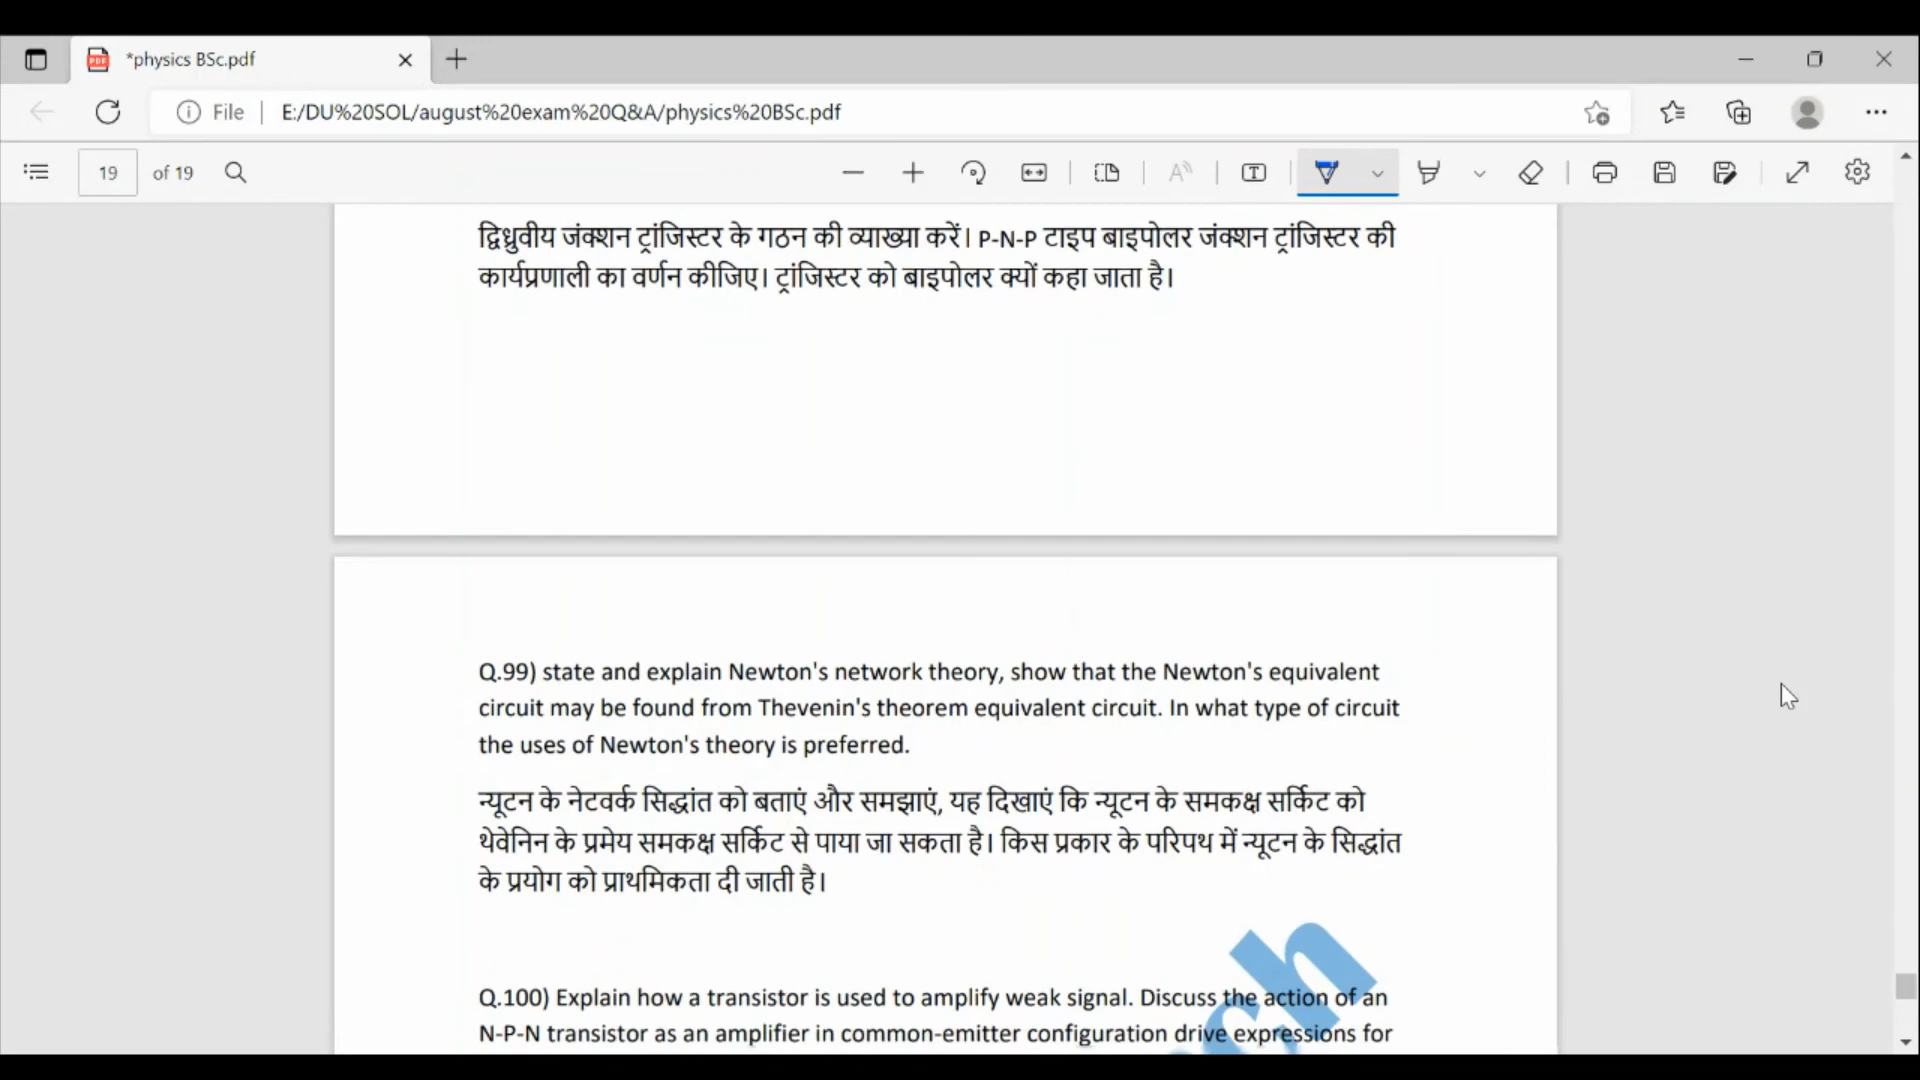 *physics BSc.pdf
File
E:/DU%20SOL/august%20exam%20Q&A/physics%20BSc.pdf
19 of 19
द्विध्रुवीय जंक्शन ट्रांजिस्टर के गठन की व्याख्या करें। P-N-P टाइप बाइपोलर जंक्शन ट्रांजिस्टर की
कार्यप्रणाली का वर्णन कीजिए। ट्रांजिस्टर को बाइपोलर क्यों कहा जाता है।
Q.99) state and explain Newton's network theory, show that the Newton's equivalent
circuit may be found from Thevenin's theorem equivalent circuit. In what type of circuit
the uses of Newton's theory is preferred.
न्यूटन के नेटवर्क सिद्धांत को बताएं और समझाएं, यह दिखाएं कि न्यूटन के समकक्ष सर्किट को
थेवेनिन के प्रमेय समकक्ष सर्किट से पाया जा सकता है। किस प्रकार के परिपथ में न्यूटन के सिद्धांत
के प्रयोग को प्राथमिकता दी जाती है।
Q.100) Explain how a transistor is used to amplify weak signal. Discuss the action of an
N-P-N transistor as an amplifier in common-emitter configuration drive expressions for